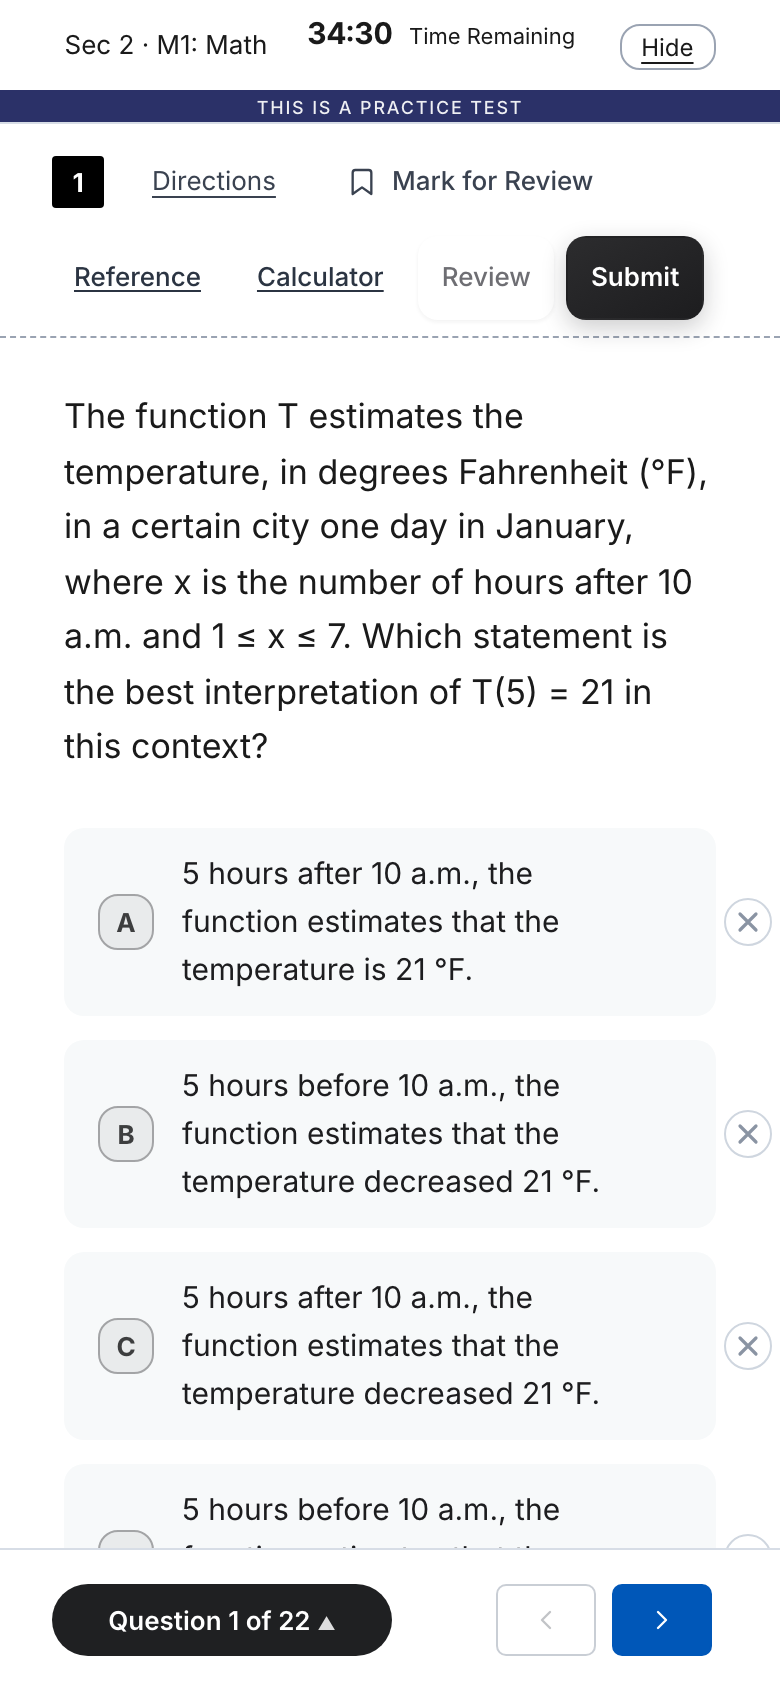 Sec 2 · M1: Math
34:30 Time Remaining
Hide
THIS IS A PRACTICE TEST
1
Directions
Mark for Review
Reference
Calculator
Review
Submit
The function T estimates the
temperature, in degrees Fahrenheit (°F),
in a certain city one day in January,
where x is the number of hours after 10
a.m. and 1 ≤ x ≤ 7. Which statement is
the best interpretation of T(5) = 21 in
this context?
A
5 hours after 10 a.m., the
function estimates that the
temperature is 21 °F.
B
5 hours before 10 a.m., the
function estimates that the
temperature decreased 21 °F.
C
5 hours after 10 a.m., the
function estimates that the
temperature decreased 21 °F.
5 hours before 10 a.m., the
Question 1 of 22 ▲